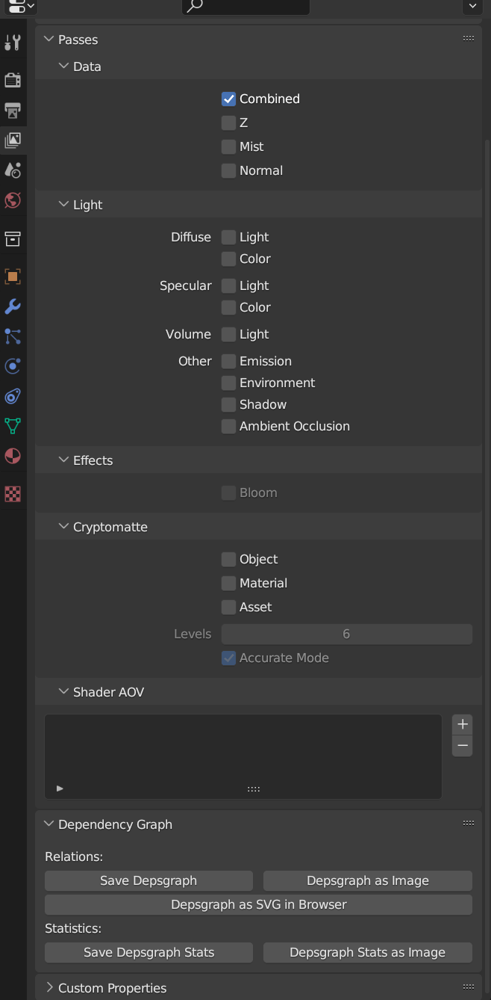 Passes
Data
Combined
Z
Mist
Normal
Light
Diffuse Light
Color
Specular Light
Color
Volume Light
Other Emission
Environment
Shadow
Ambient Occlusion
Effects
Bloom
Cryptomatte
Object
Material
Asset
Levels 6
Accurate Mode
Shader AOV
Dependency Graph
Relations:
Save Depsgraph Depsgraph as Image
Depsgraph as SVG in Browser
Statistics:
Save Depsgraph Stats Depsgraph Stats as Image
Custom Properties